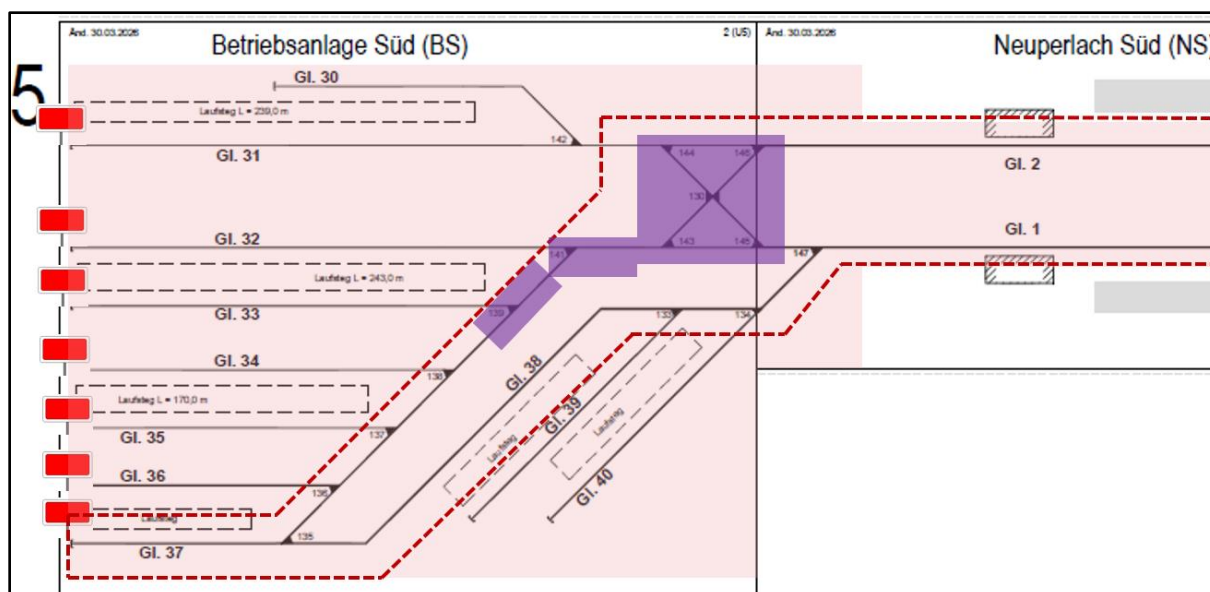 Änd. 30.03.2026
Betriebsanlage Süd (BS)
2 (U5)
Änd. 30.03.2026
Neuperlach Süd (NS)
5
Gl. 30
Laufsteg L = 239,0 m
142
Gl. 31
144
146
Gl. 2
130
Gl. 32
141
143
145
Gl. 1
147
Laufsteg L = 243,0 m
139
Gl. 33
133
134
Gl. 34
138
Gl. 38
Laufsteg L = 170,0 m
Gl. 39
Laufsteg
Gl. 35
137
Laufsteg
Gl. 36
136
Gl. 40
Laufsteg
135
Gl. 37